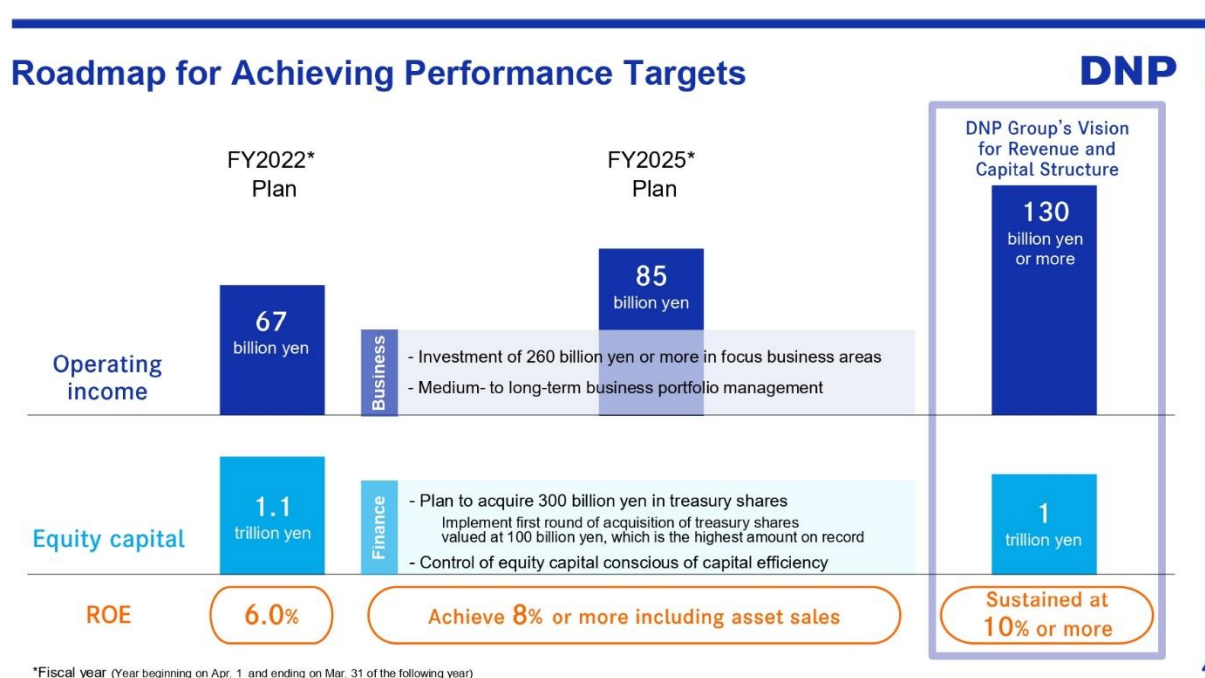 Roadmap for Achieving Performance Targets
DNP
FY2022*
Plan
FY2025*
Plan
DNP Group's Vision
for Revenue and
Capital Structure
Operating
income
67
billion yen
85
billion yen
130
billion yen
or more
Business
- Investment of 260 billion yen or more in focus business areas
- Medium- to long-term business portfolio management
Equity capital
1.1
trillion yen
Finance
- Plan to acquire 300 billion yen in treasury shares
Implement first round of acquisition of treasury shares
valued at 100 billion yen, which is the highest amount on record
- Control of equity capital conscious of capital efficiency
1
trillion yen
ROE
6.0%
Achieve 8% or more including asset sales
Sustained at
10% or more
*Fiscal year (Year beginning on Apr. 1 and ending on Mar. 31 of the following year)